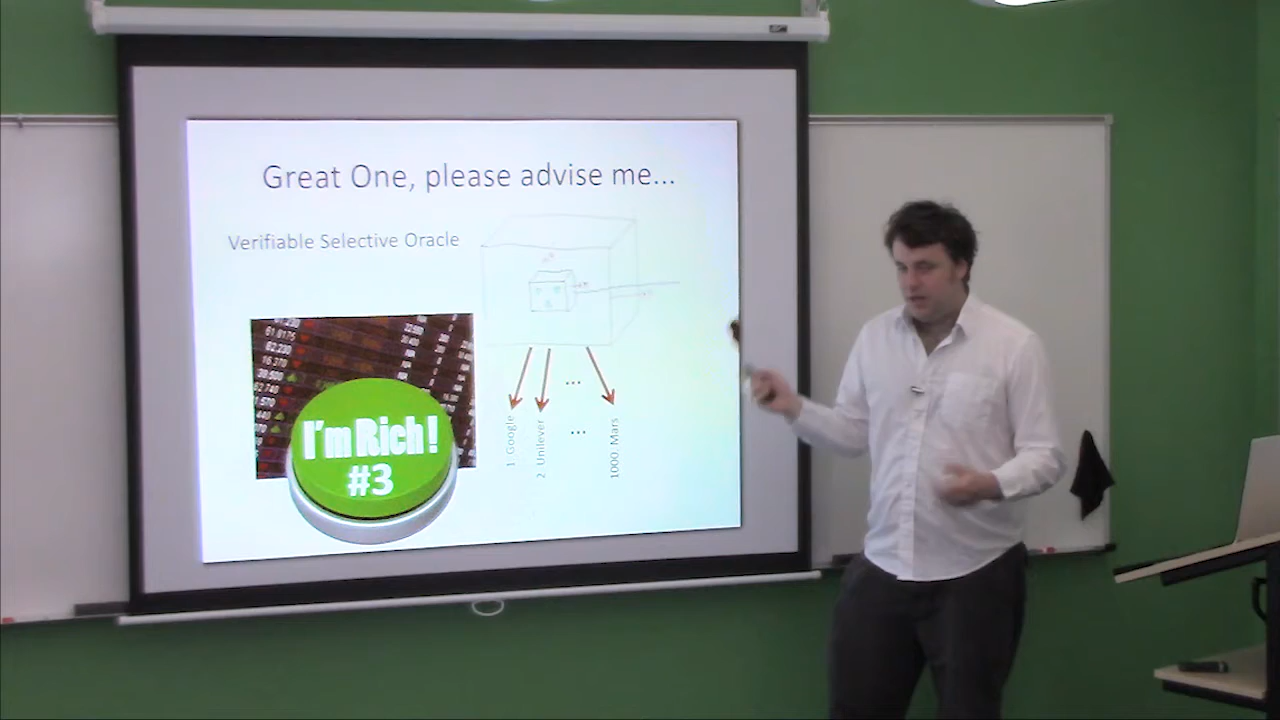 Great One, please advise me...
Verifiable Selective Oracle
I'm Rich!
#3
...
1 Google
2 Unilever
...
1000. Mars